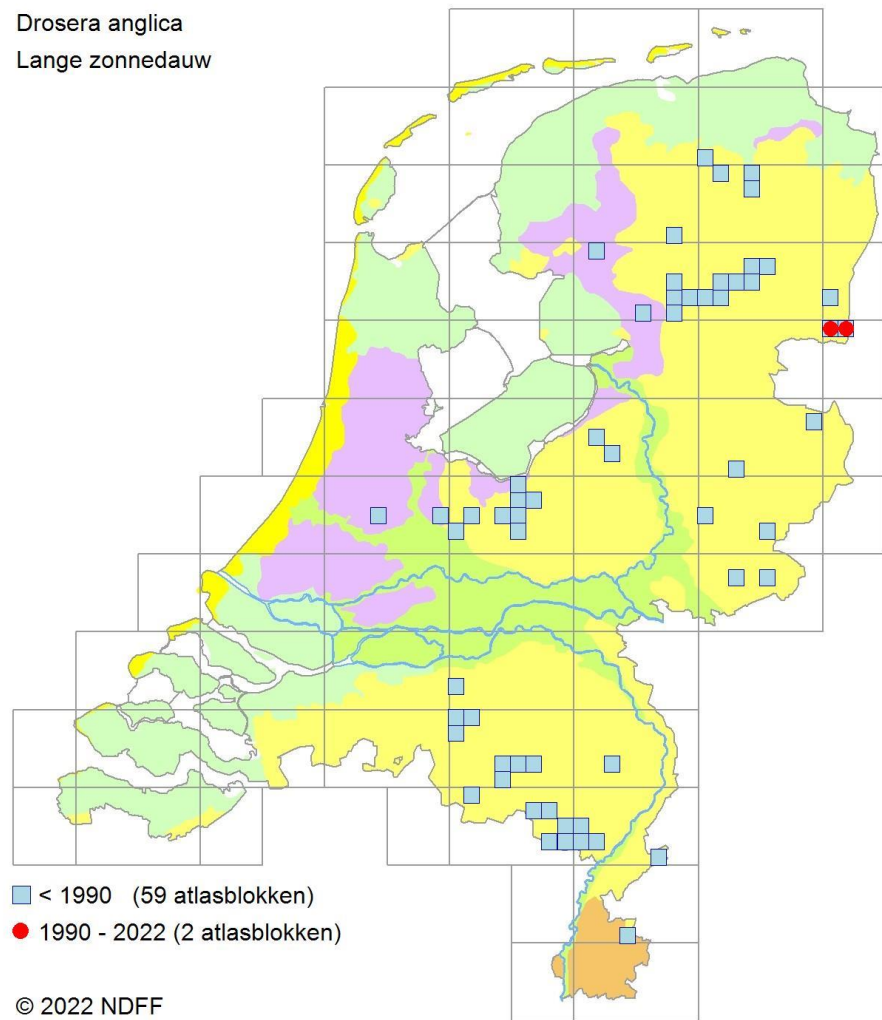 Drosera anglica
Lange zonnedauw
< 1990 (59 atlasblokken)
1990 - 2022 (2 atlasblokken)
© 2022 NDFF